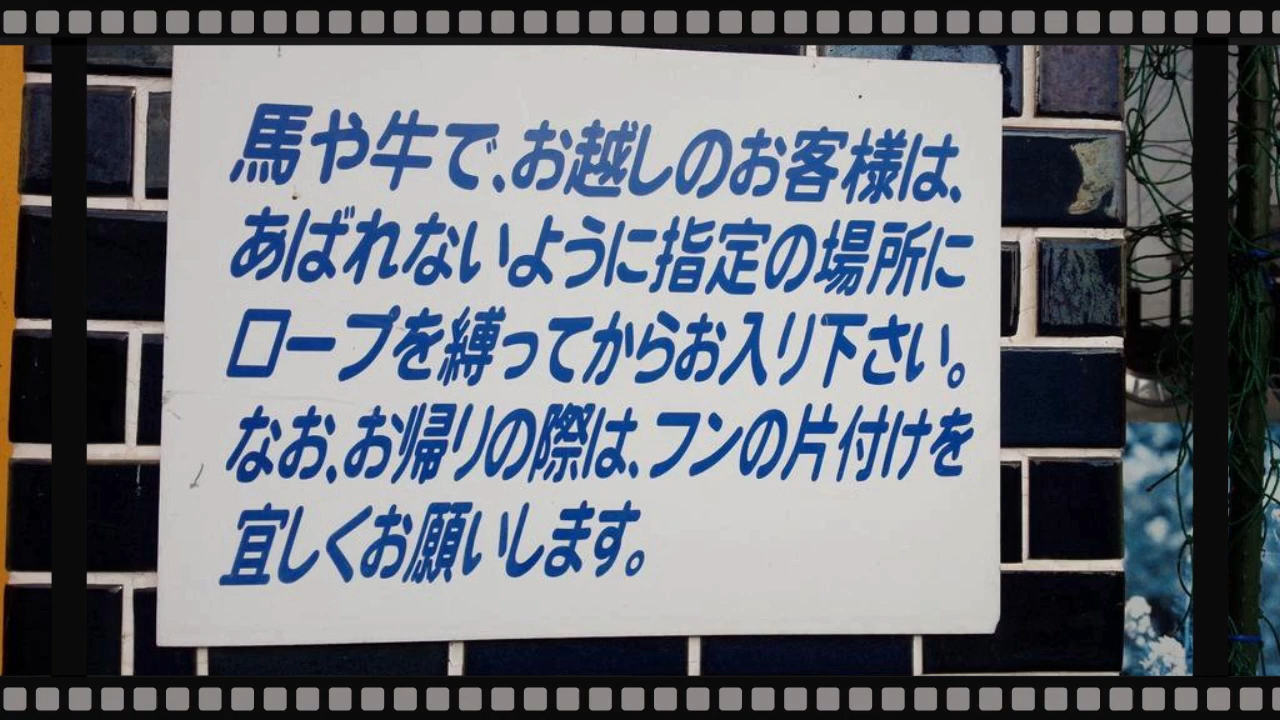 馬や牛で、お越しのお客様は、
あばれないように指定の場所に
ロープを縛ってからお入り下さい。
なお、お帰りの際は、フンの片付けを
宜しくお願いします。